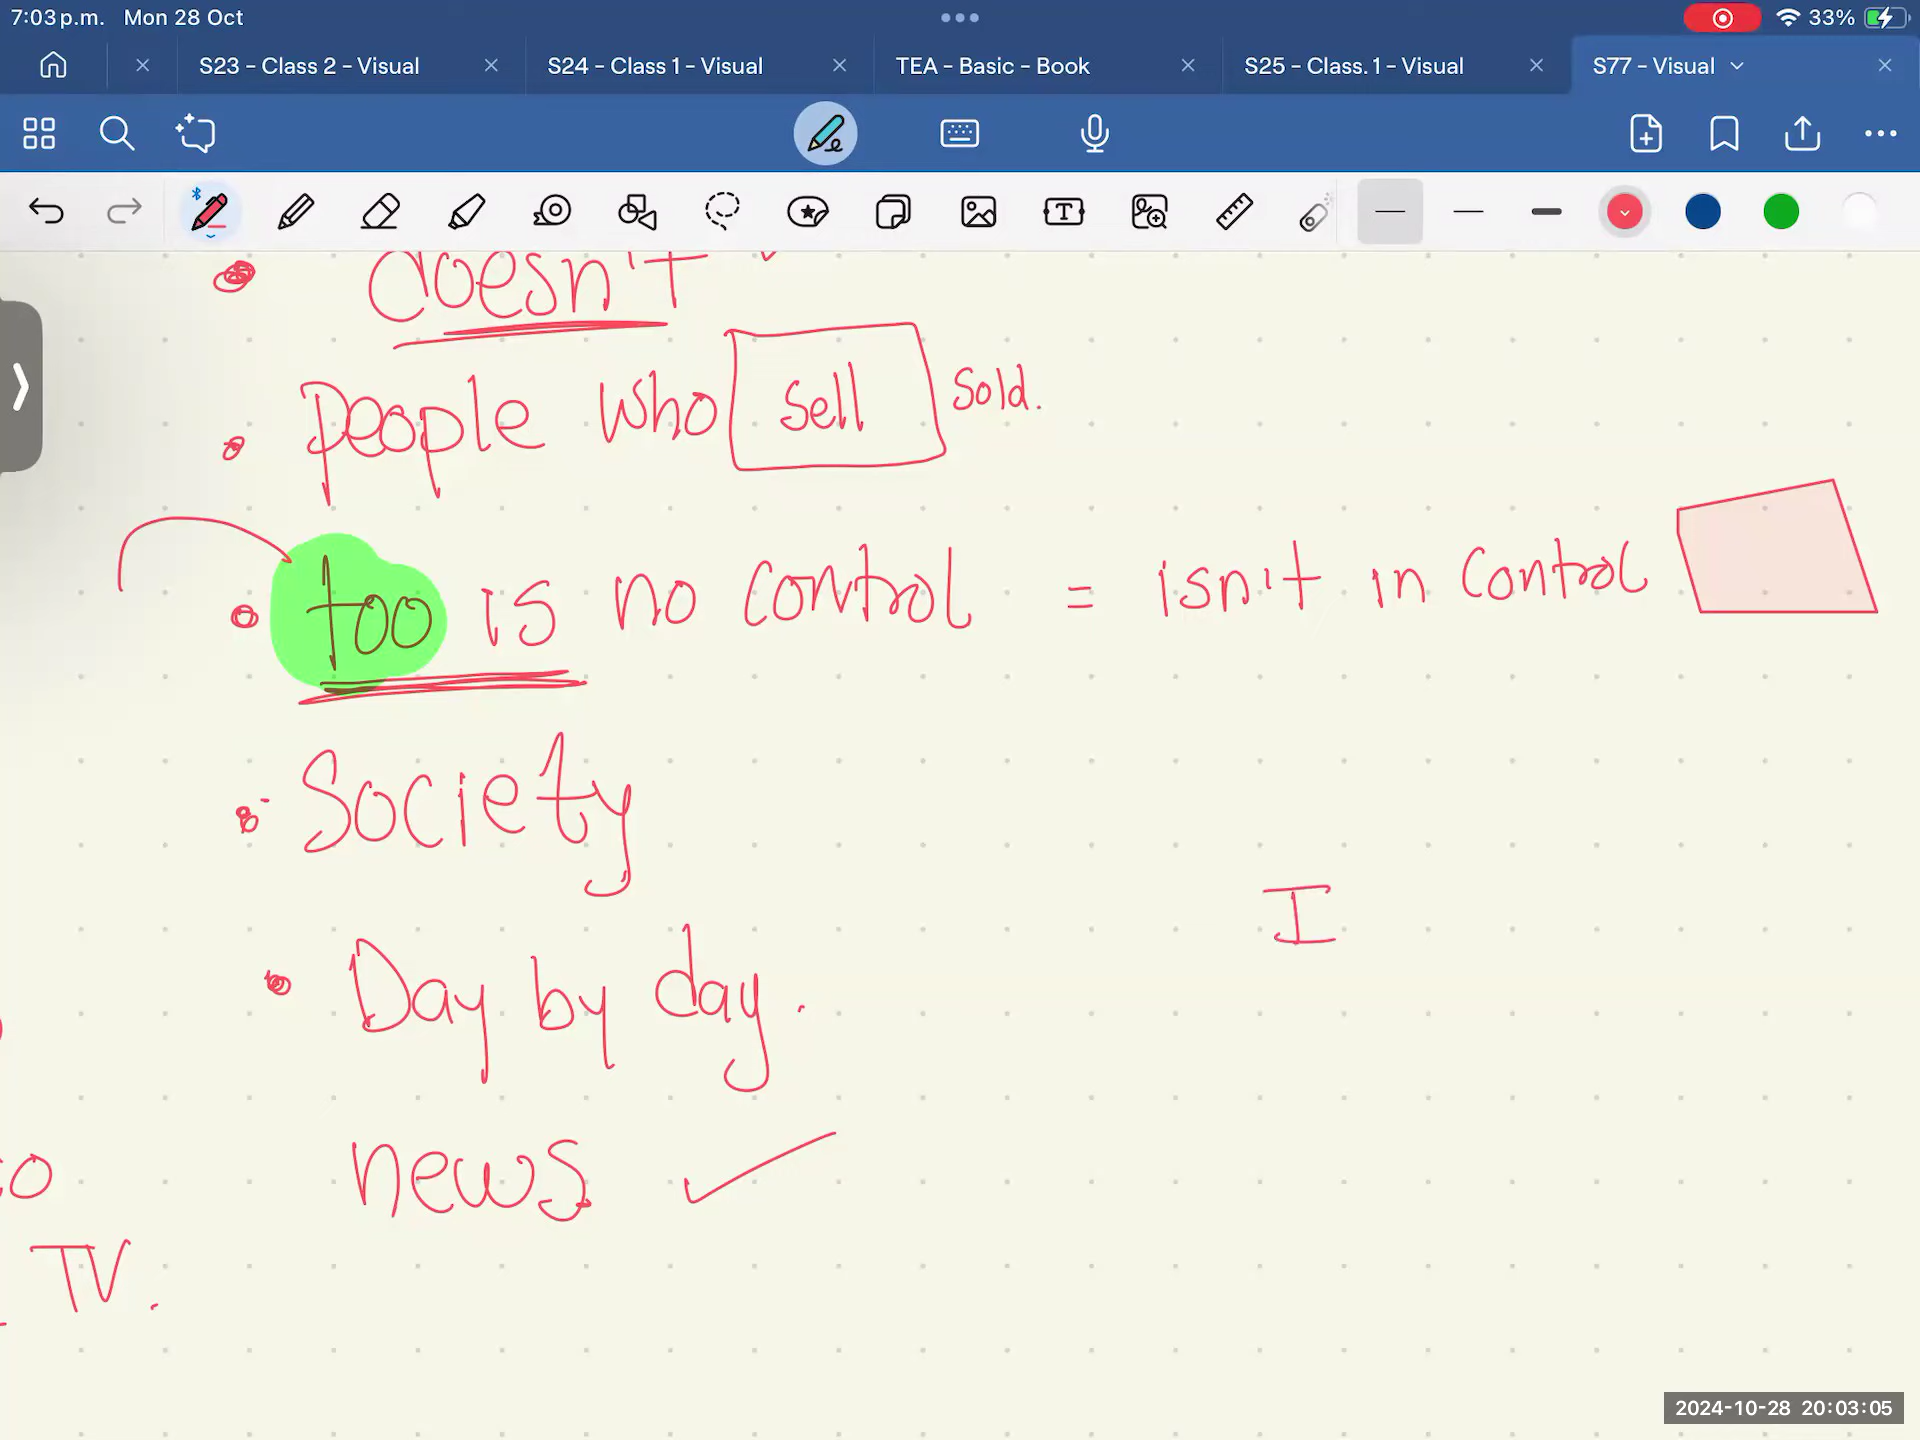 7:03 p.m. Mon 28 Oct
33%
S23 - Class 2 - Visual
S24 - Class 1 - Visual
TEA - Basic - Book
S25 - Class. 1 - Visual
S77 - Visual
doesn't
people who sell sold.
too is no control = isn't in control
Society
I
Day by day.
news
TV.
2024-10-28 20:03:05